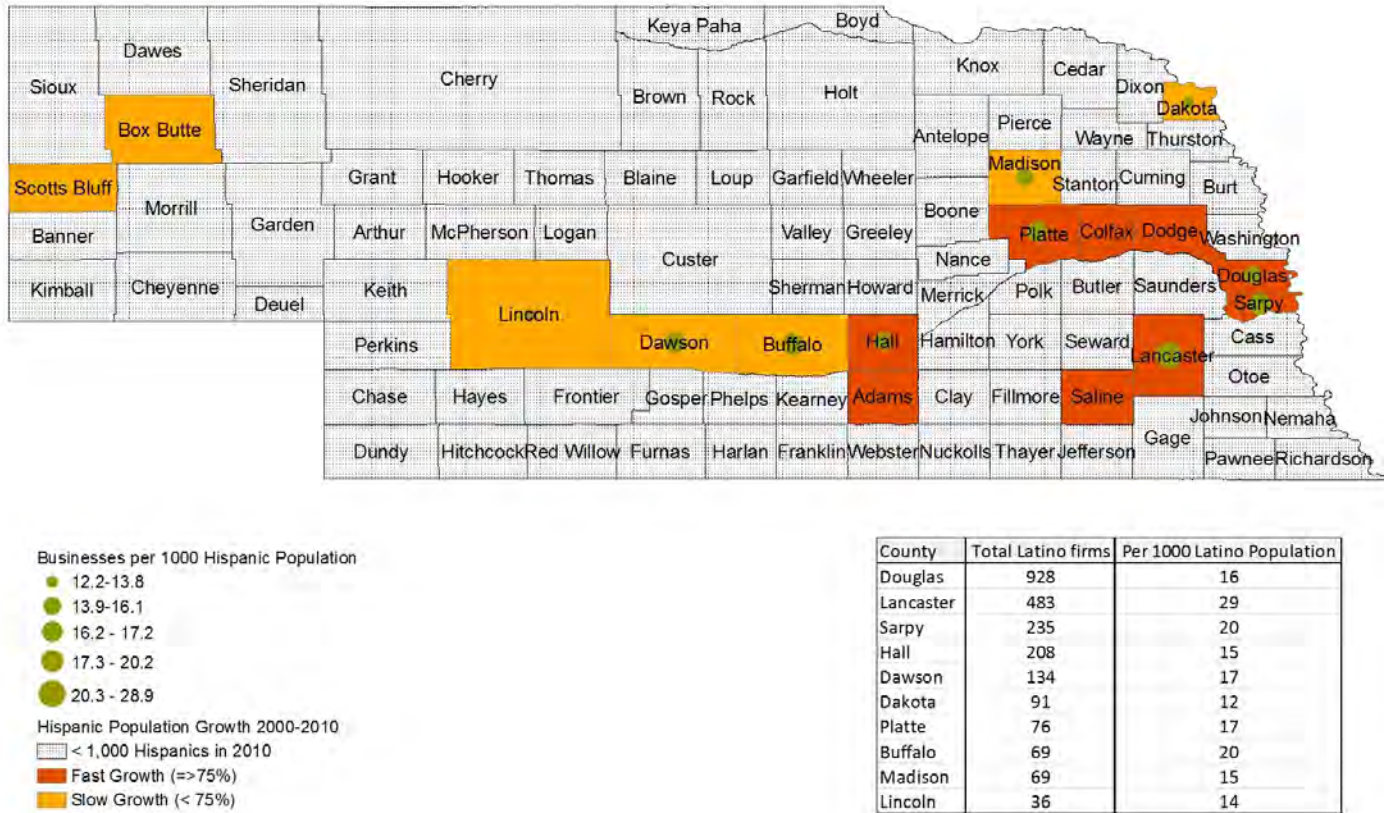 Keya Paha
Boyd
Dawes
Knox
Cedar
Sioux
Sheridan
Cherry
Brown
Rock
Holt
Dixon
Dakota
Box Butte
Antelope
Pierce
Wayne
Thurston
Scotts Bluff
Morrill
Grant
Hooker
Thomas
Blaine
Loup
Garfield
Wheeler
Madison
Stanton
Cuming
Burt
Banner
Garden
Arthur
McPherson
Logan
Custer
Valley
Greeley
Boone
Platte
Colfax
Dodge
Washington
Nance
Kimball
Cheyenne
Deuel
Keith
Lincoln
Sherman
Howard
Merrick
Polk
Butler
Saunders
Douglas
Sarpy
Perkins
Dawson
Buffalo
Hall
Hamilton
York
Seward
Lancaster
Cass
Otoe
Chase
Hayes
Frontier
Gosper
Phelps
Kearney
Adams
Clay
Fillmore
Saline
Gage
Johnson
Nemaha
Dundy
Hitchcock
Red Willow
Furnas
Harlan
Franklin
Webster
Nuckolls
Thayer
Jefferson
Pawnee
Richardson
Businesses per 1000 Hispanic Population
12.2-13.8
13.9-16.1
16.2 - 17.2
17.3 - 20.2
20.3 - 28.9
Hispanic Population Growth 2000-2010
< 1,000 Hispanics in 2010
Fast Growth (=>75%)
Slow Growth (< 75%)
County Total Latino firms Per 1000 Latino Population
Douglas 928 16
Lancaster 483 29
Sarpy 235 20
Hall 208 15
Dawson 134 17
Dakota 91 12
Platte 76 17
Buffalo 69 20
Madison 69 15
Lincoln 36 14